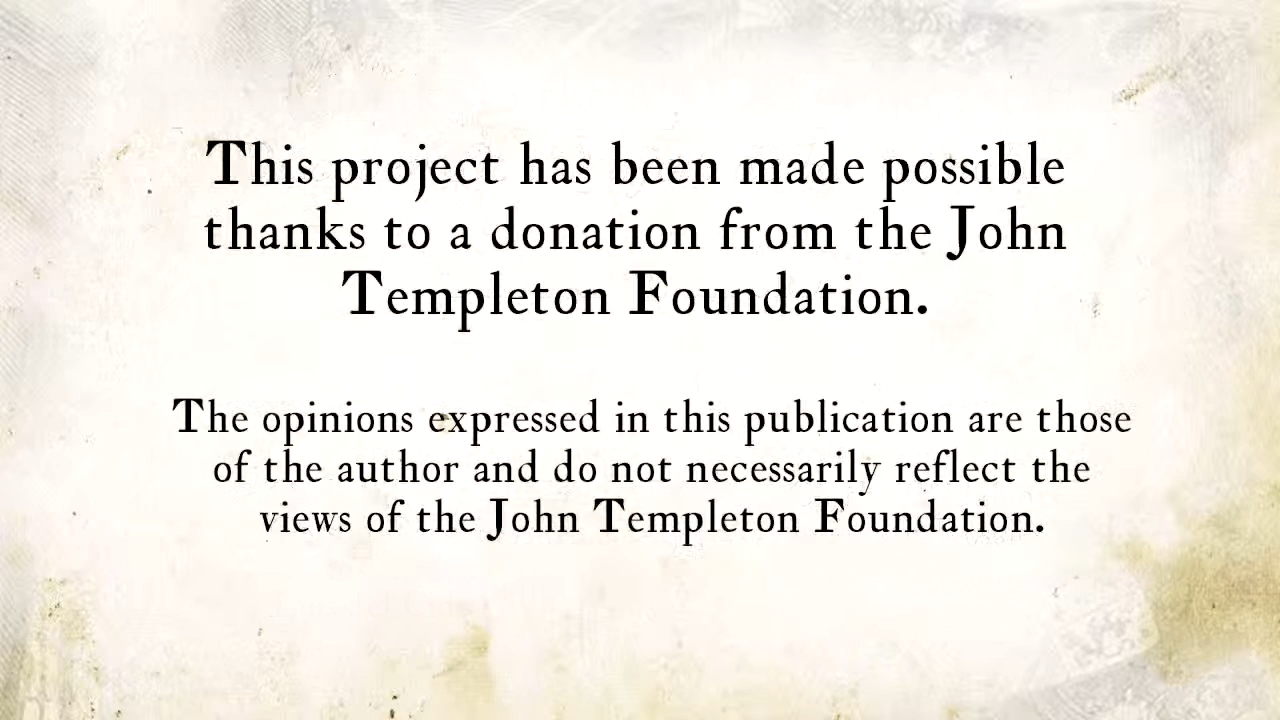 This project has been made possible
thanks to a donation from the John
Templeton Foundation.
The opinions expressed in this publication are those
of the author and do not necessarily reflect the
views of the John Templeton Foundation.